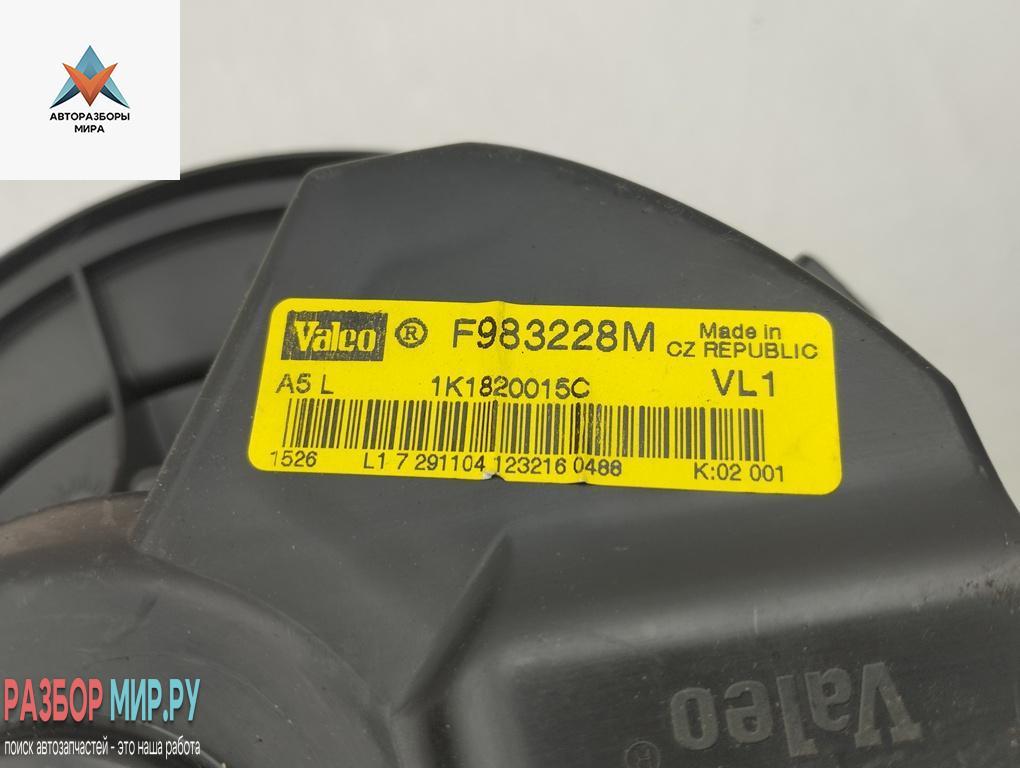 АВТОРАЗБОРЫ
МИРА
Valeo ® F983228M Made in
CZ REPUBLIC
A5 L 1K1820015C VL1
1526 L1 7 291104 123216 0488 K:02 001
Valeo
РАЗБОР МИР.РУ
поиск автозапчастей - это наша работа